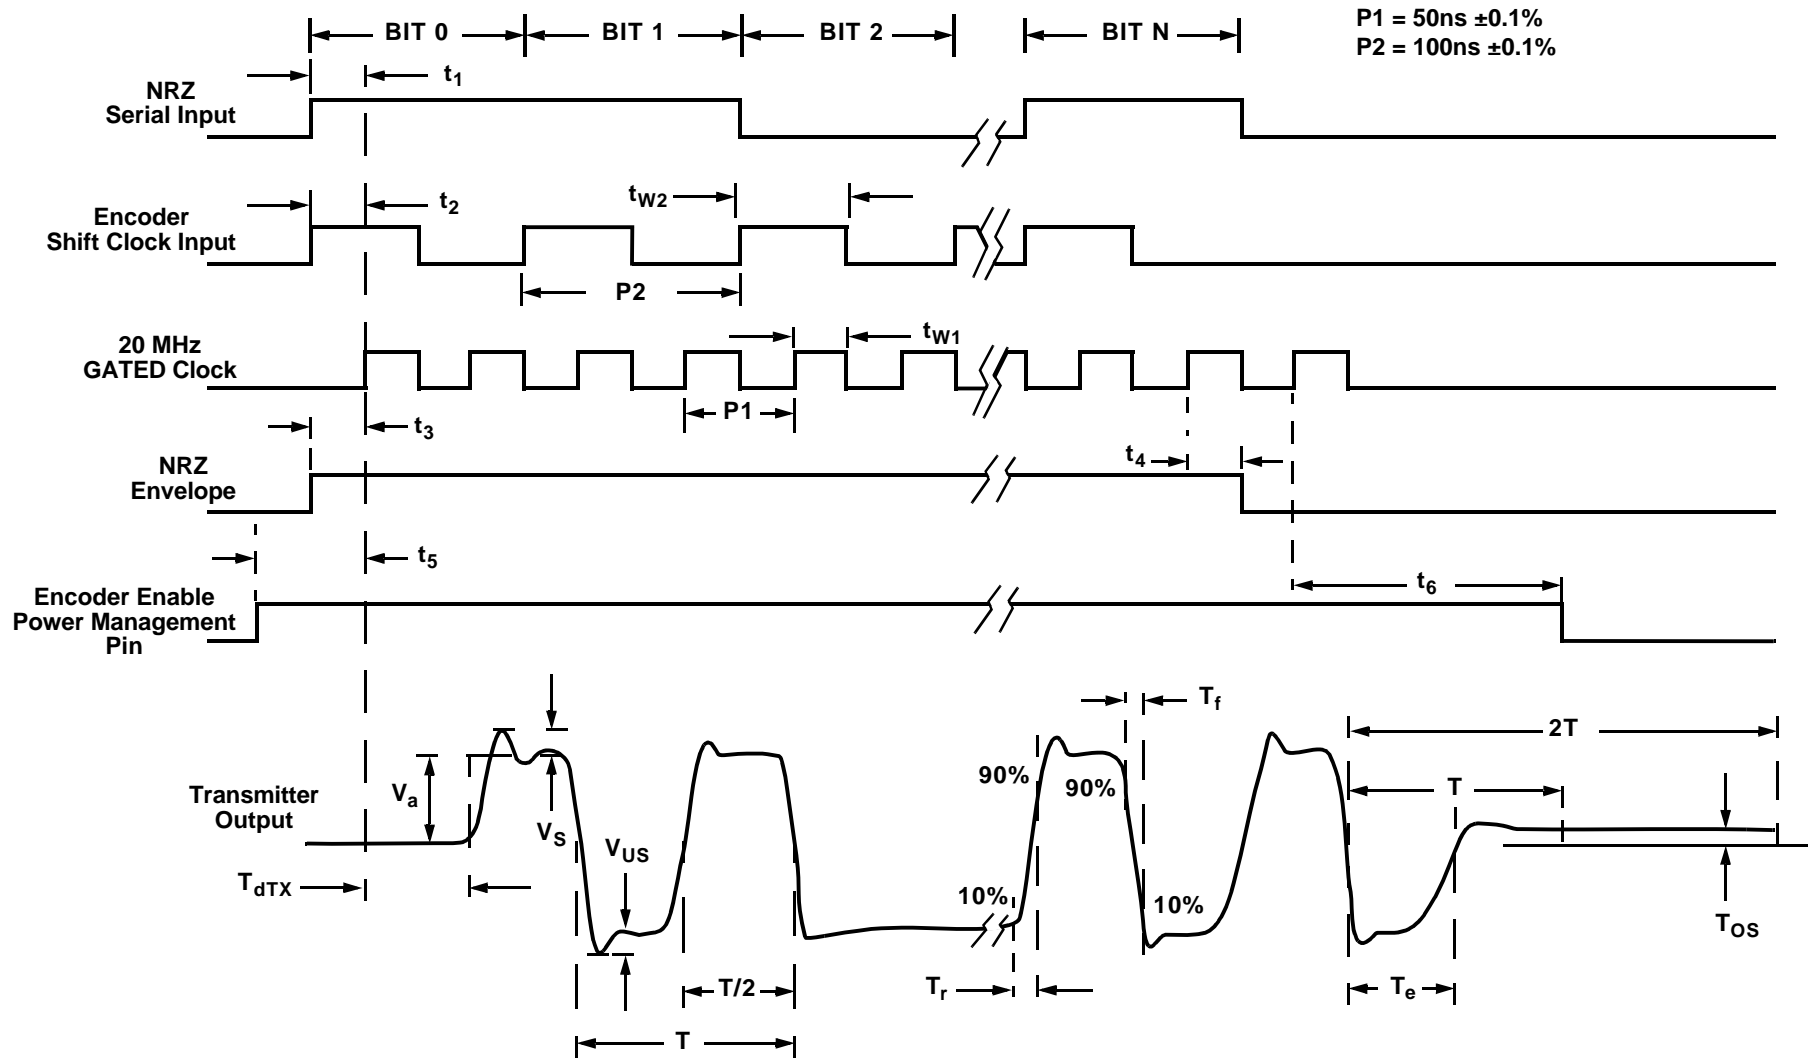 BIT 0
BIT 1
BIT 2
BIT N
P1 = 50ns ±0.1%
P2 = 100ns ±0.1%
t1
NRZ
Serial Input
t2
tW2
Encoder
Shift Clock Input
P2
20 MHz
GATED Clock
tW1
P1
t3
NRZ
Envelope
t4
t5
t6
Encoder Enable
Power Management
Pin
Tf
2T
90%
90%
T
Va
Transmitter
Output
VS
VUS
TdTX
10%
10%
TOS
T/2
Tr
Te
T